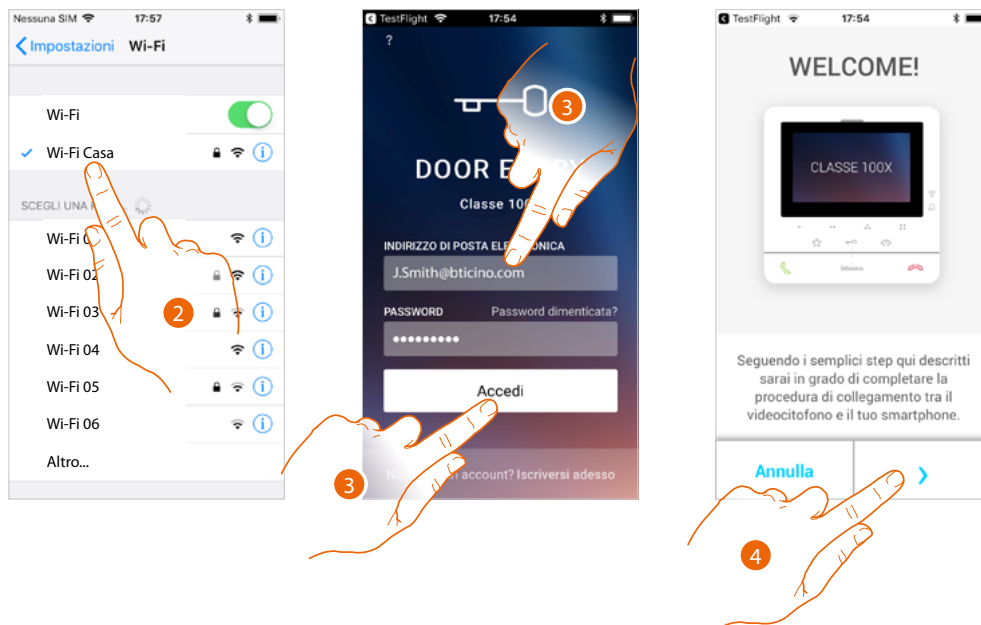 Nessuna SIM 17:57
Impostazioni Wi-Fi
Wi-Fi
Wi-Fi Casa
SCEGLI UNA
Wi-Fi
Wi-Fi 02
Wi-Fi 03
Wi-Fi 04
Wi-Fi 05
Wi-Fi 06
Altro...
2
TestFlight 17:54
?
3
DOOR
Classe
INDIRIZZO DI POSTA ELETTRONICA
J.Smith@bticino.com
PASSWORD Password dimenticata?
Accedi
account? Iscriversi adesso
3
TestFlight 17:54
WELCOME!
CLASSE 100X
Seguendo i semplici step qui descritti
sarai in grado di completare la
procedura di collegamento tra il
videocitofono e il tuo smartphone.
Annulla
4